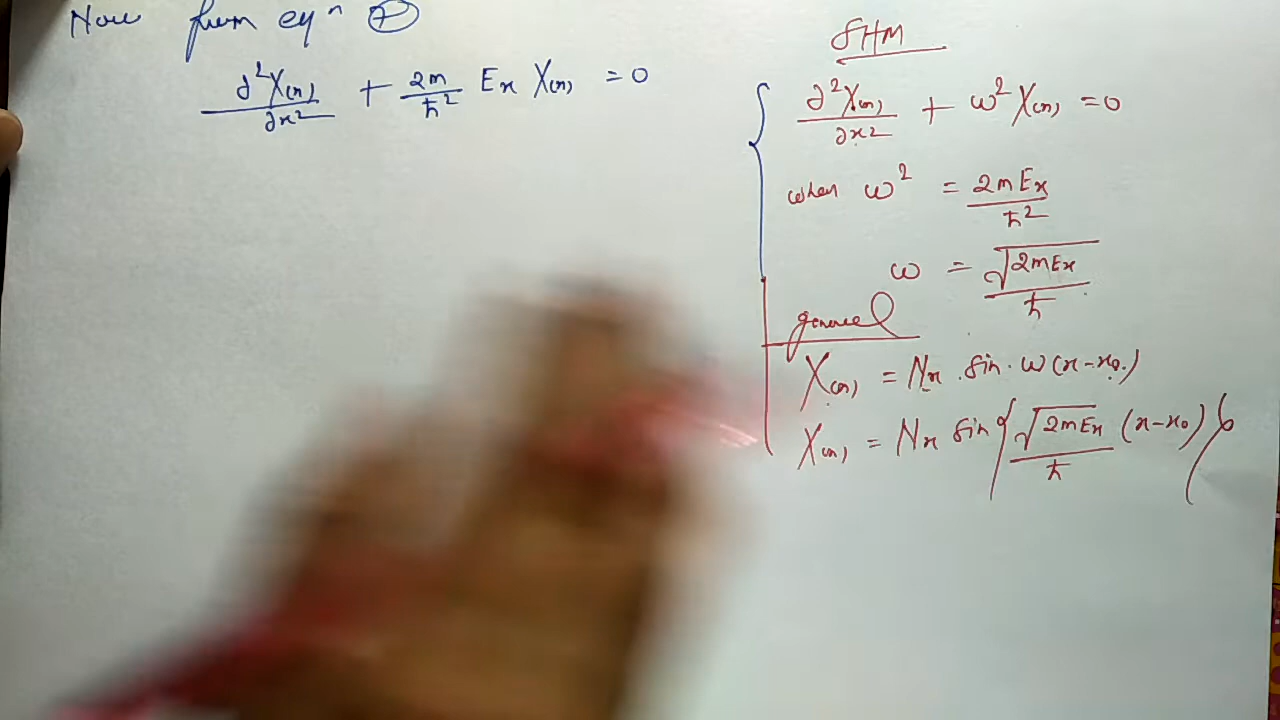 Now from eqⁿ ⑦
∂²X(x)/∂x² + 2m/ħ² Ex X(x) = 0
SHM
∂²X(x)/∂x² + ω² X(x) = 0
when ω² = 2mEx/ħ²
ω = √2mEx/ħ
general
X(x) = Nx . Sin . ω(x-x₀.)
X(x) = Nx Sin{√2mEx/ħ (x-x₀)}